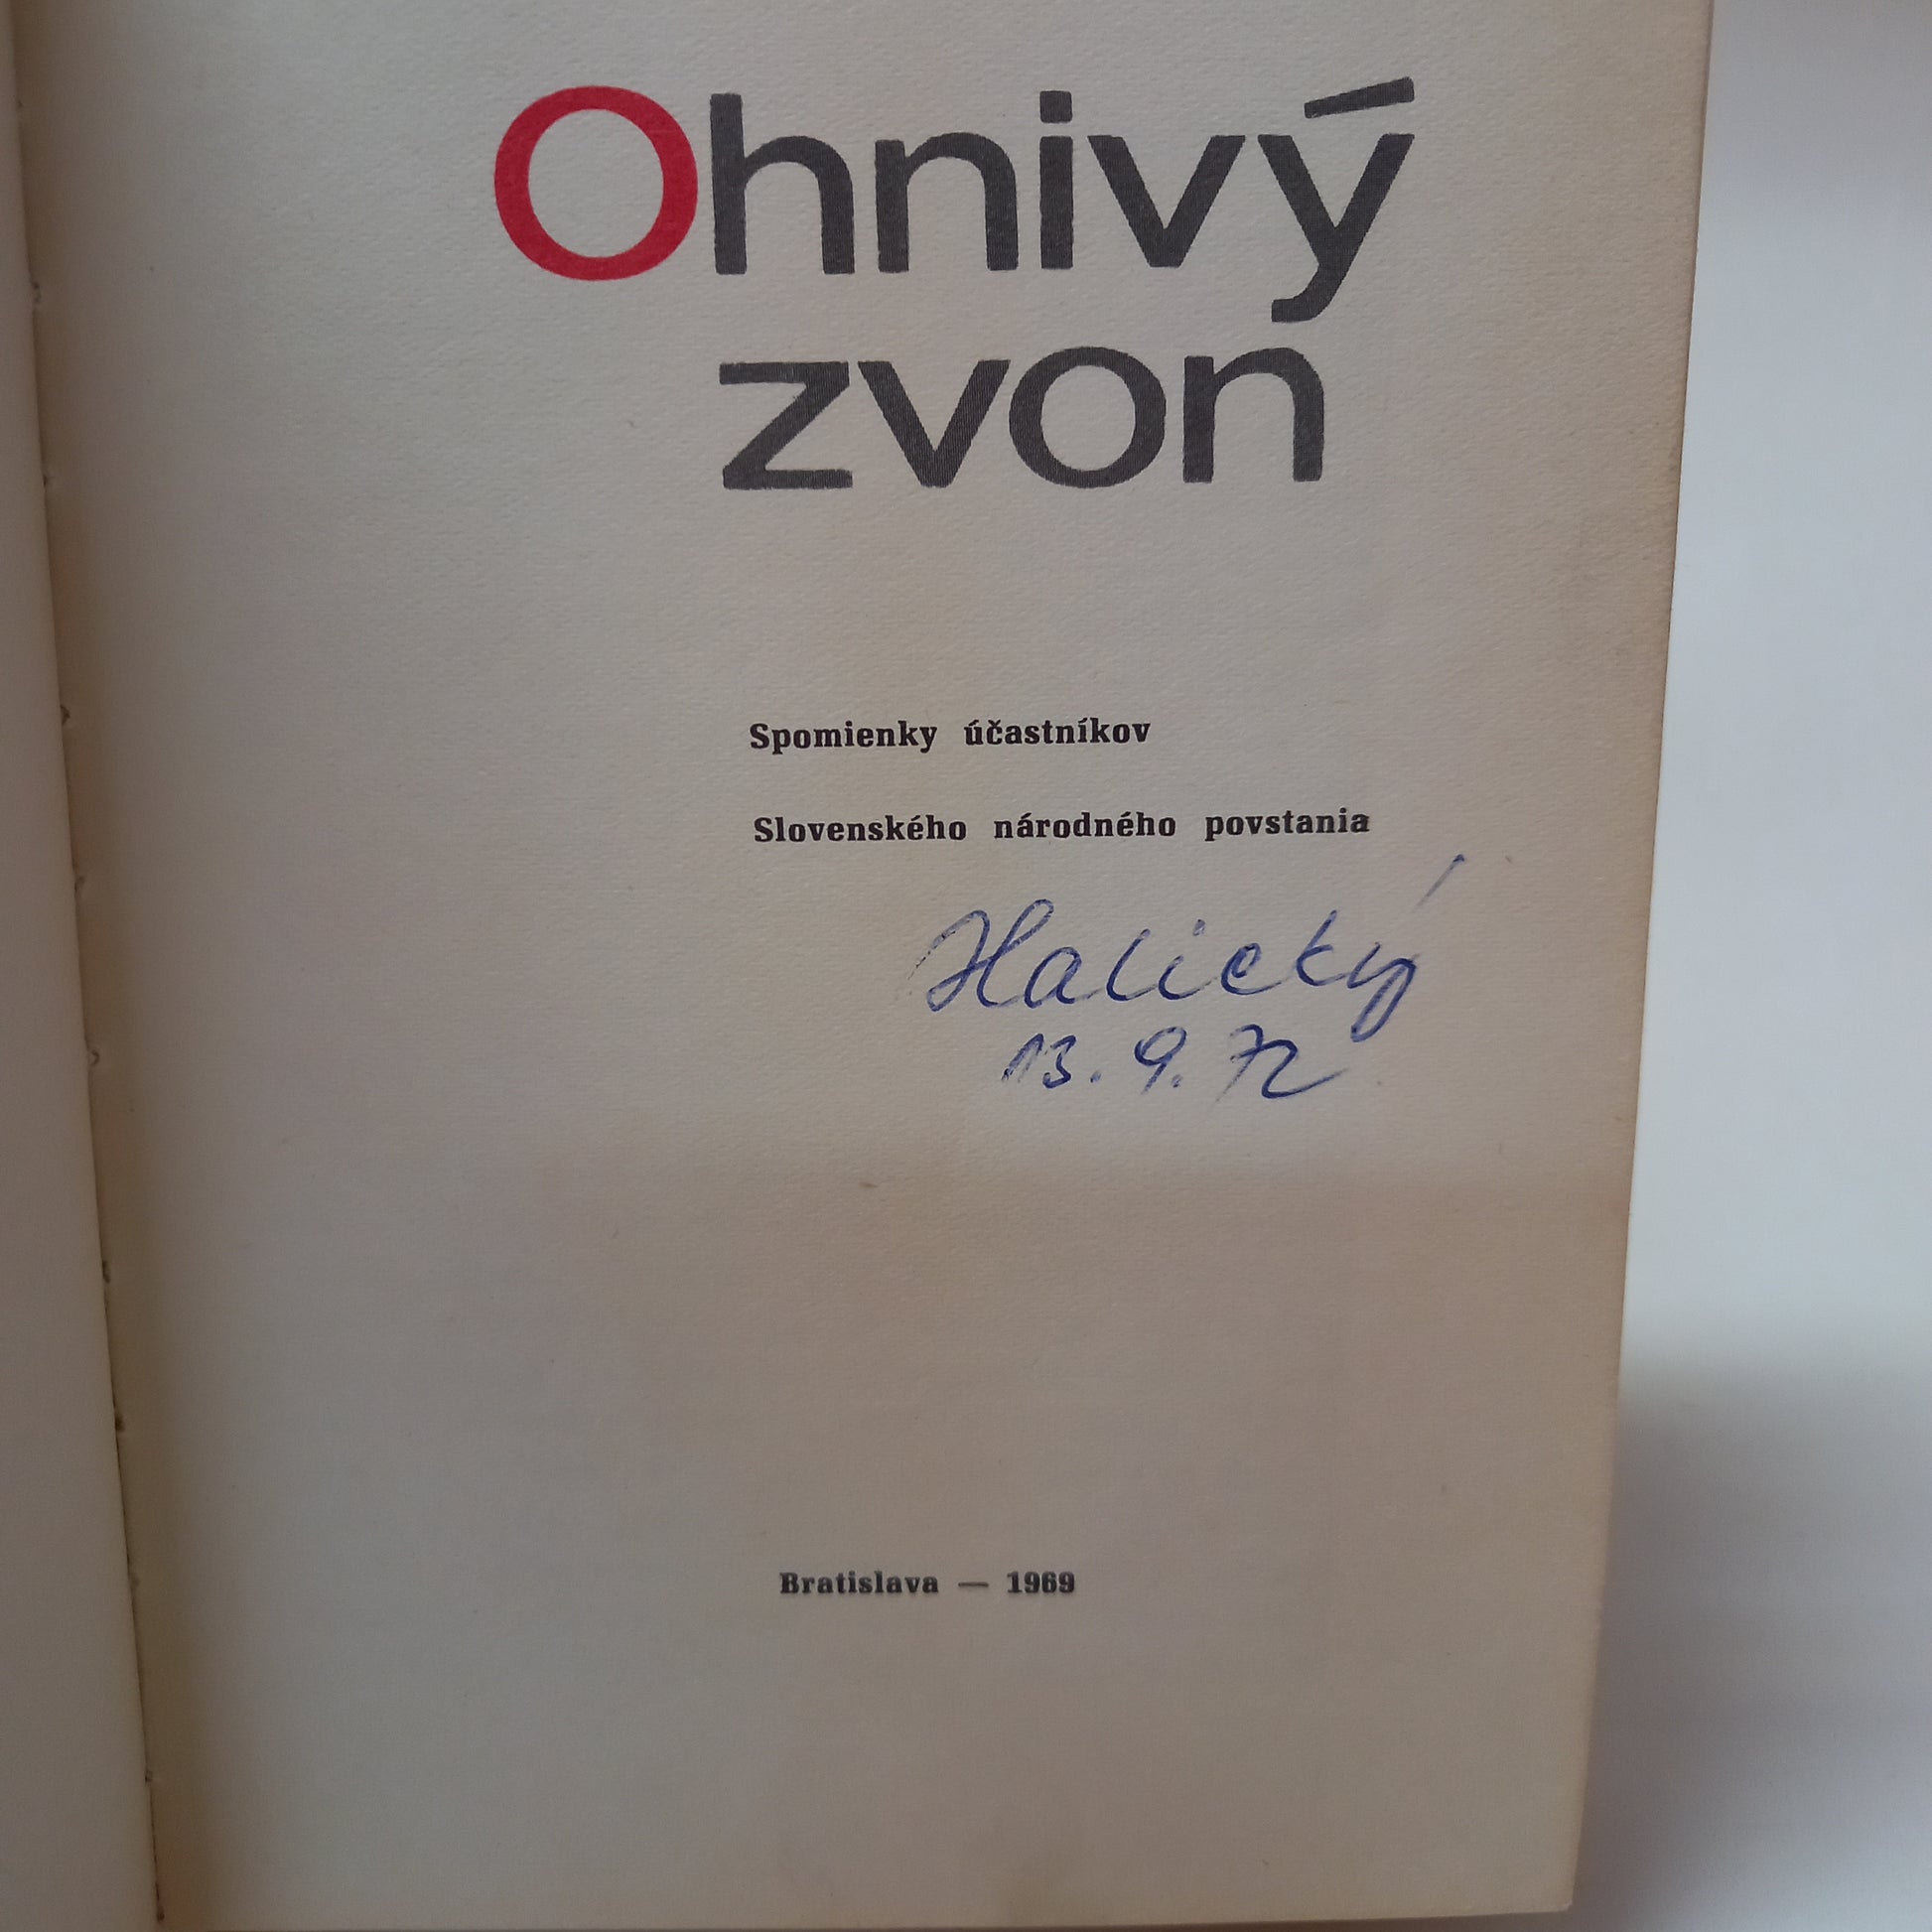 Ohnivý
zvon
Spomienky účastníkov
Slovenského národného povstania
Halický
13. 9. 72
Bratislava — 1969